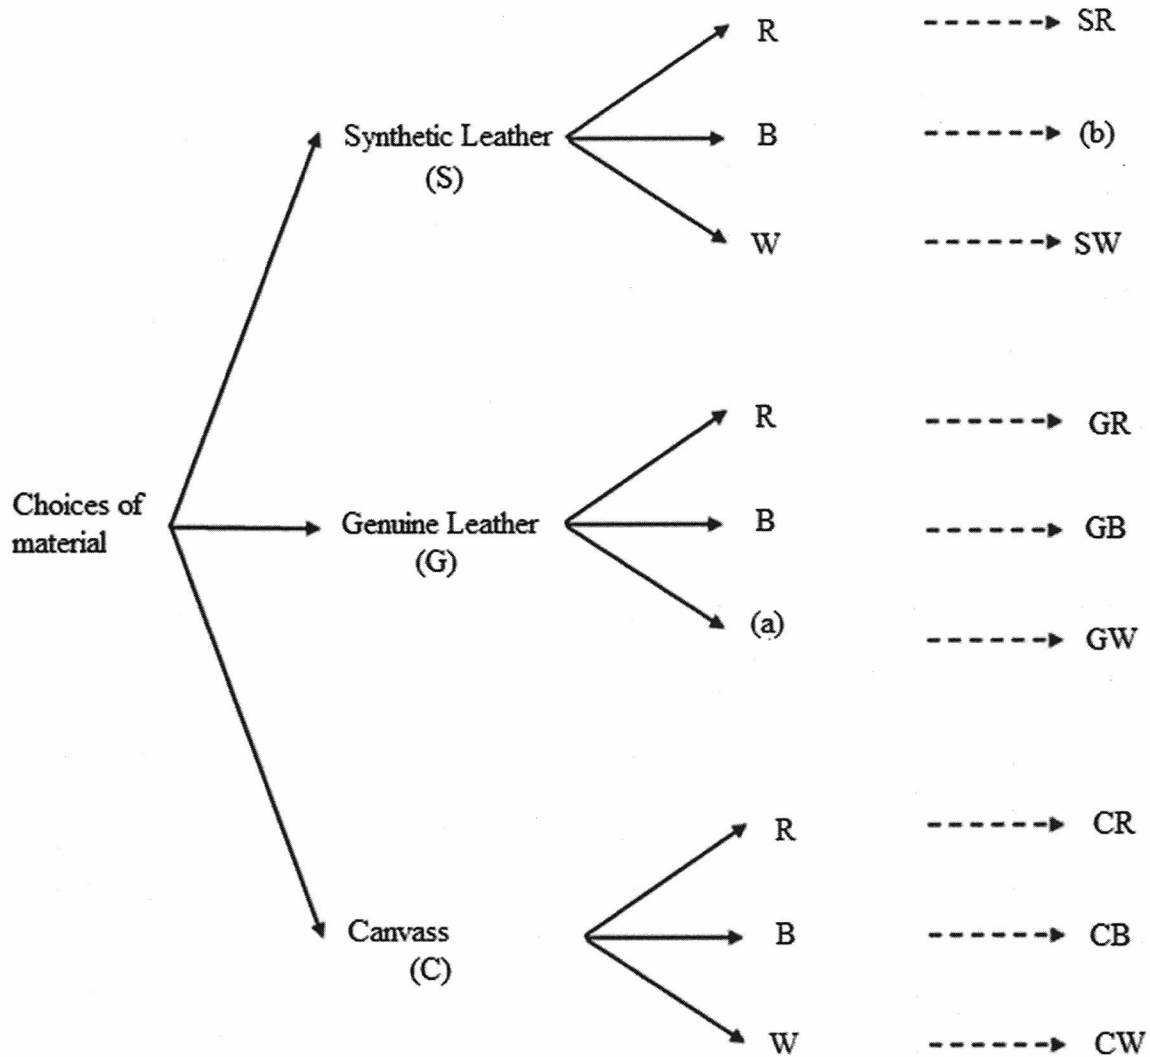 R
SR
Synthetic Leather
(S)
B
(b)
W
SW
Choices of
material
R
GR
Genuine Leather
(G)
B
GB
(a)
GW
R
CR
Canvass
(C)
B
CB
W
CW